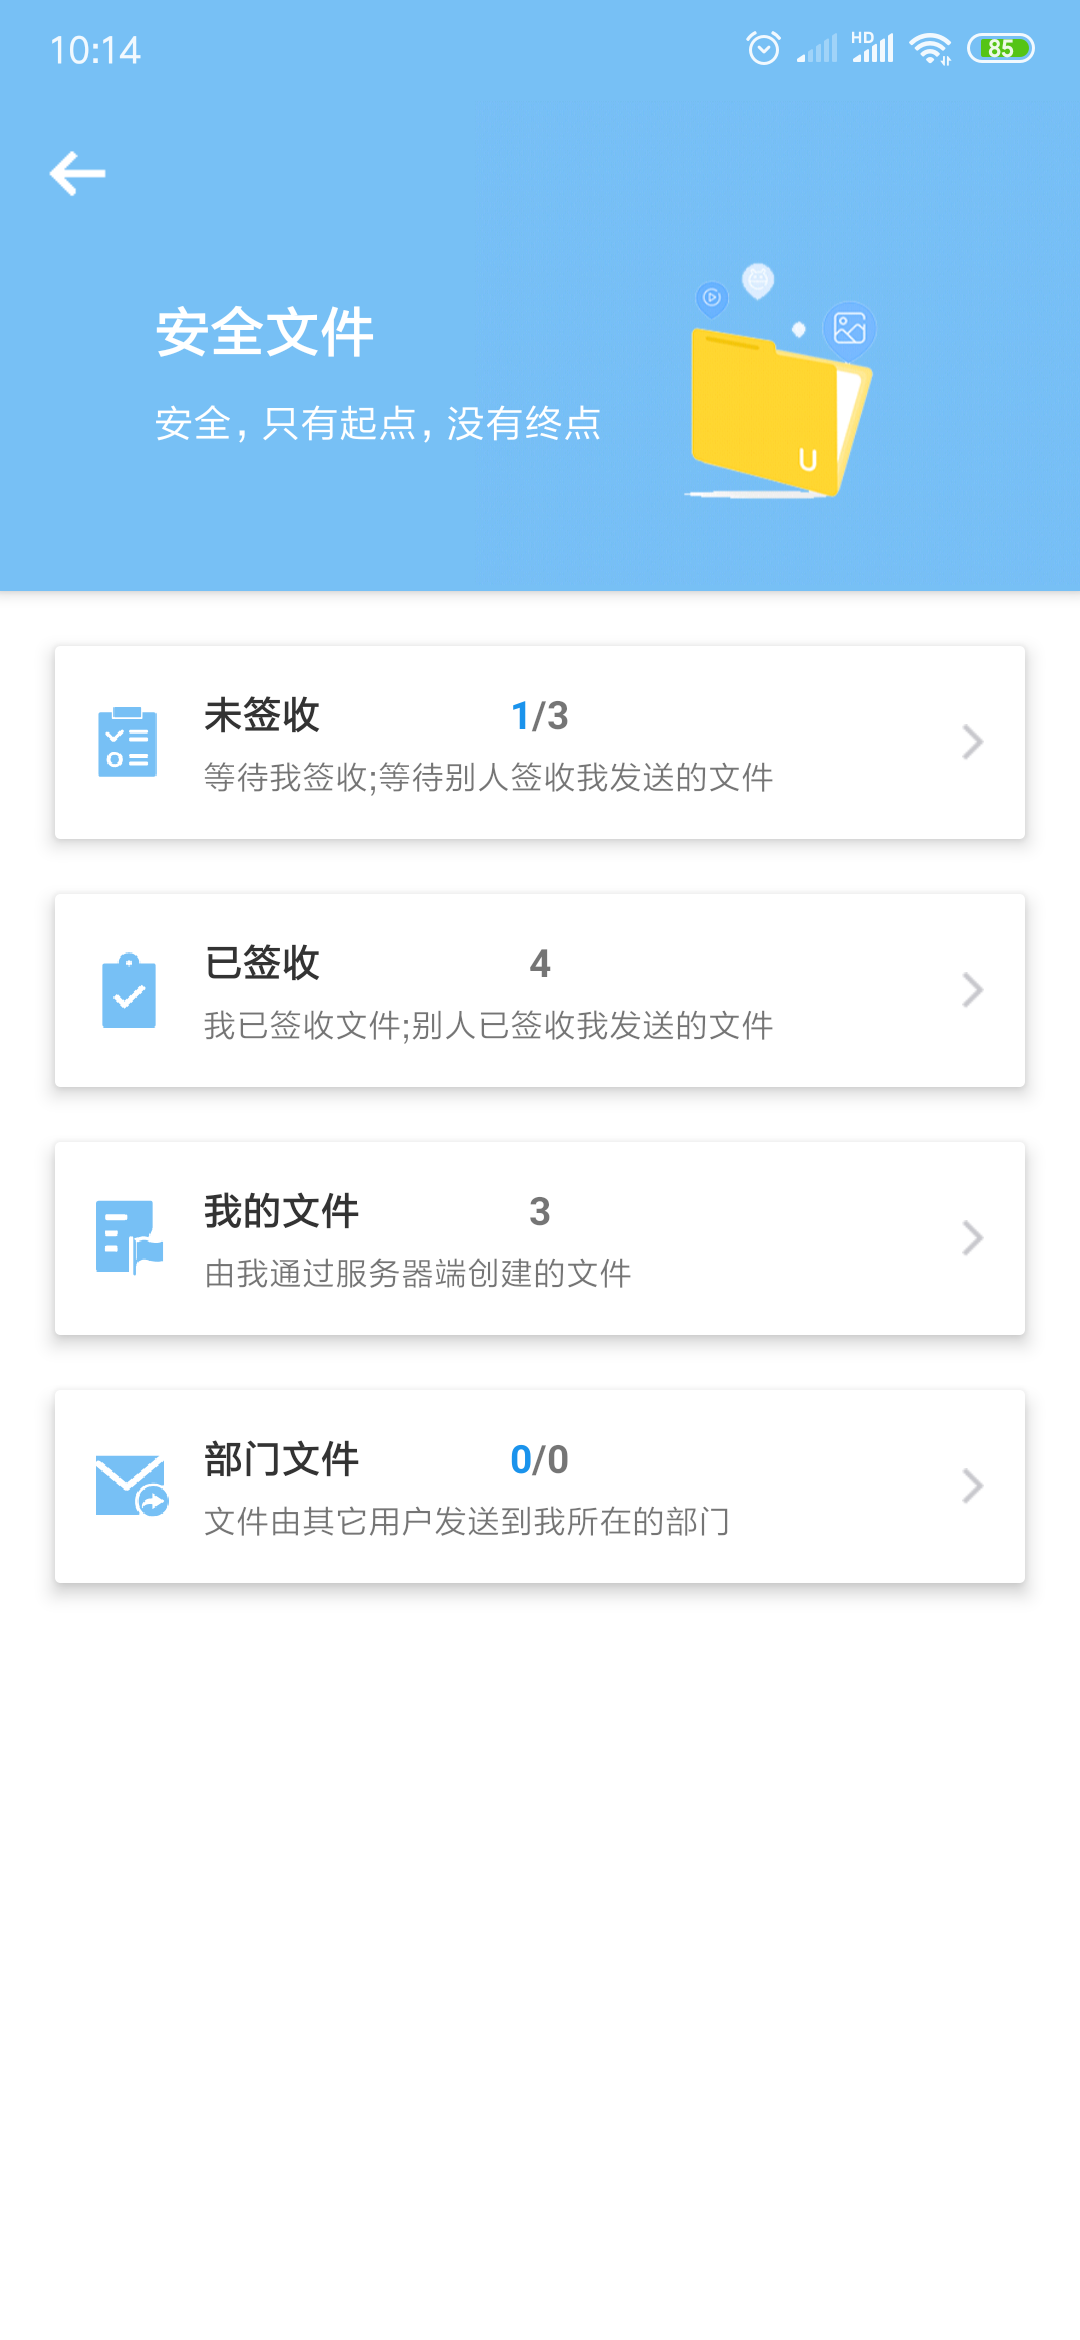 10:14
HD
85
安全文件
安全，只有起点，没有终点
U
未签收 1/3
等待我签收;等待别人签收我发送的文件
已签收 4
我已签收文件;别人已签收我发送的文件
我的文件 3
由我通过服务器端创建的文件
部门文件 0/0
文件由其它用户发送到我所在的部门